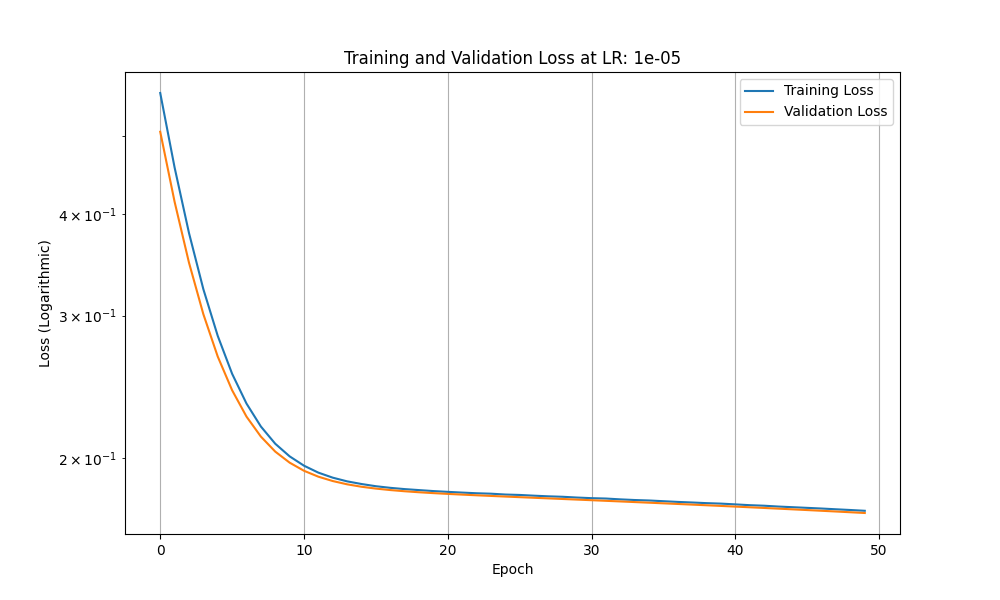 Training and Validation Loss at LR: 1e-05
Training Loss
Validation Loss
4 × 10⁻¹
3 × 10⁻¹
2 × 10⁻¹
Loss (Logarithmic)
0 10 20 30 40 50
Epoch